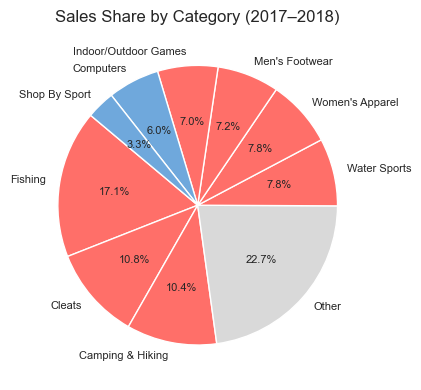 Sales Share by Category (2017–2018)
Indoor/Outdoor Games
Computers
Shop By Sport
Fishing
Cleats
Camping & Hiking
Other
Water Sports
Women's Apparel
Men's Footwear
7.0%
6.0%
3.3%
17.1%
10.8%
10.4%
22.7%
7.8%
7.8%
7.2%